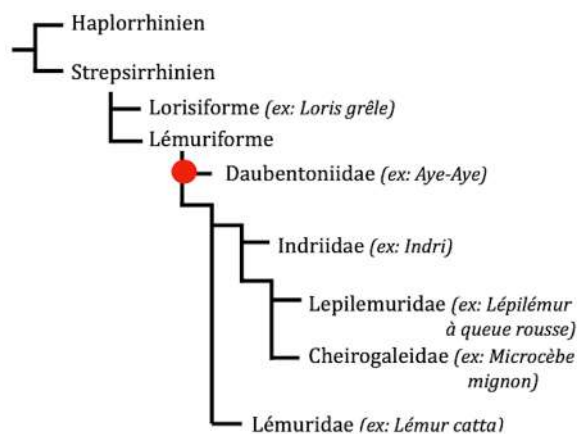 Haplorrhinien
Strepsirrhinien
Lorisiforme (ex: Loris grêle)
Lémuriforme
Daubentoniidae (ex: Aye-Aye)
Indriidae (ex: Indri)
Lepilemuridae (ex: Lépilémur
à queue rousse)
Cheirogaleidae (ex: Microcèbe
mignon)
Lémuridae (ex: Lémur catta)